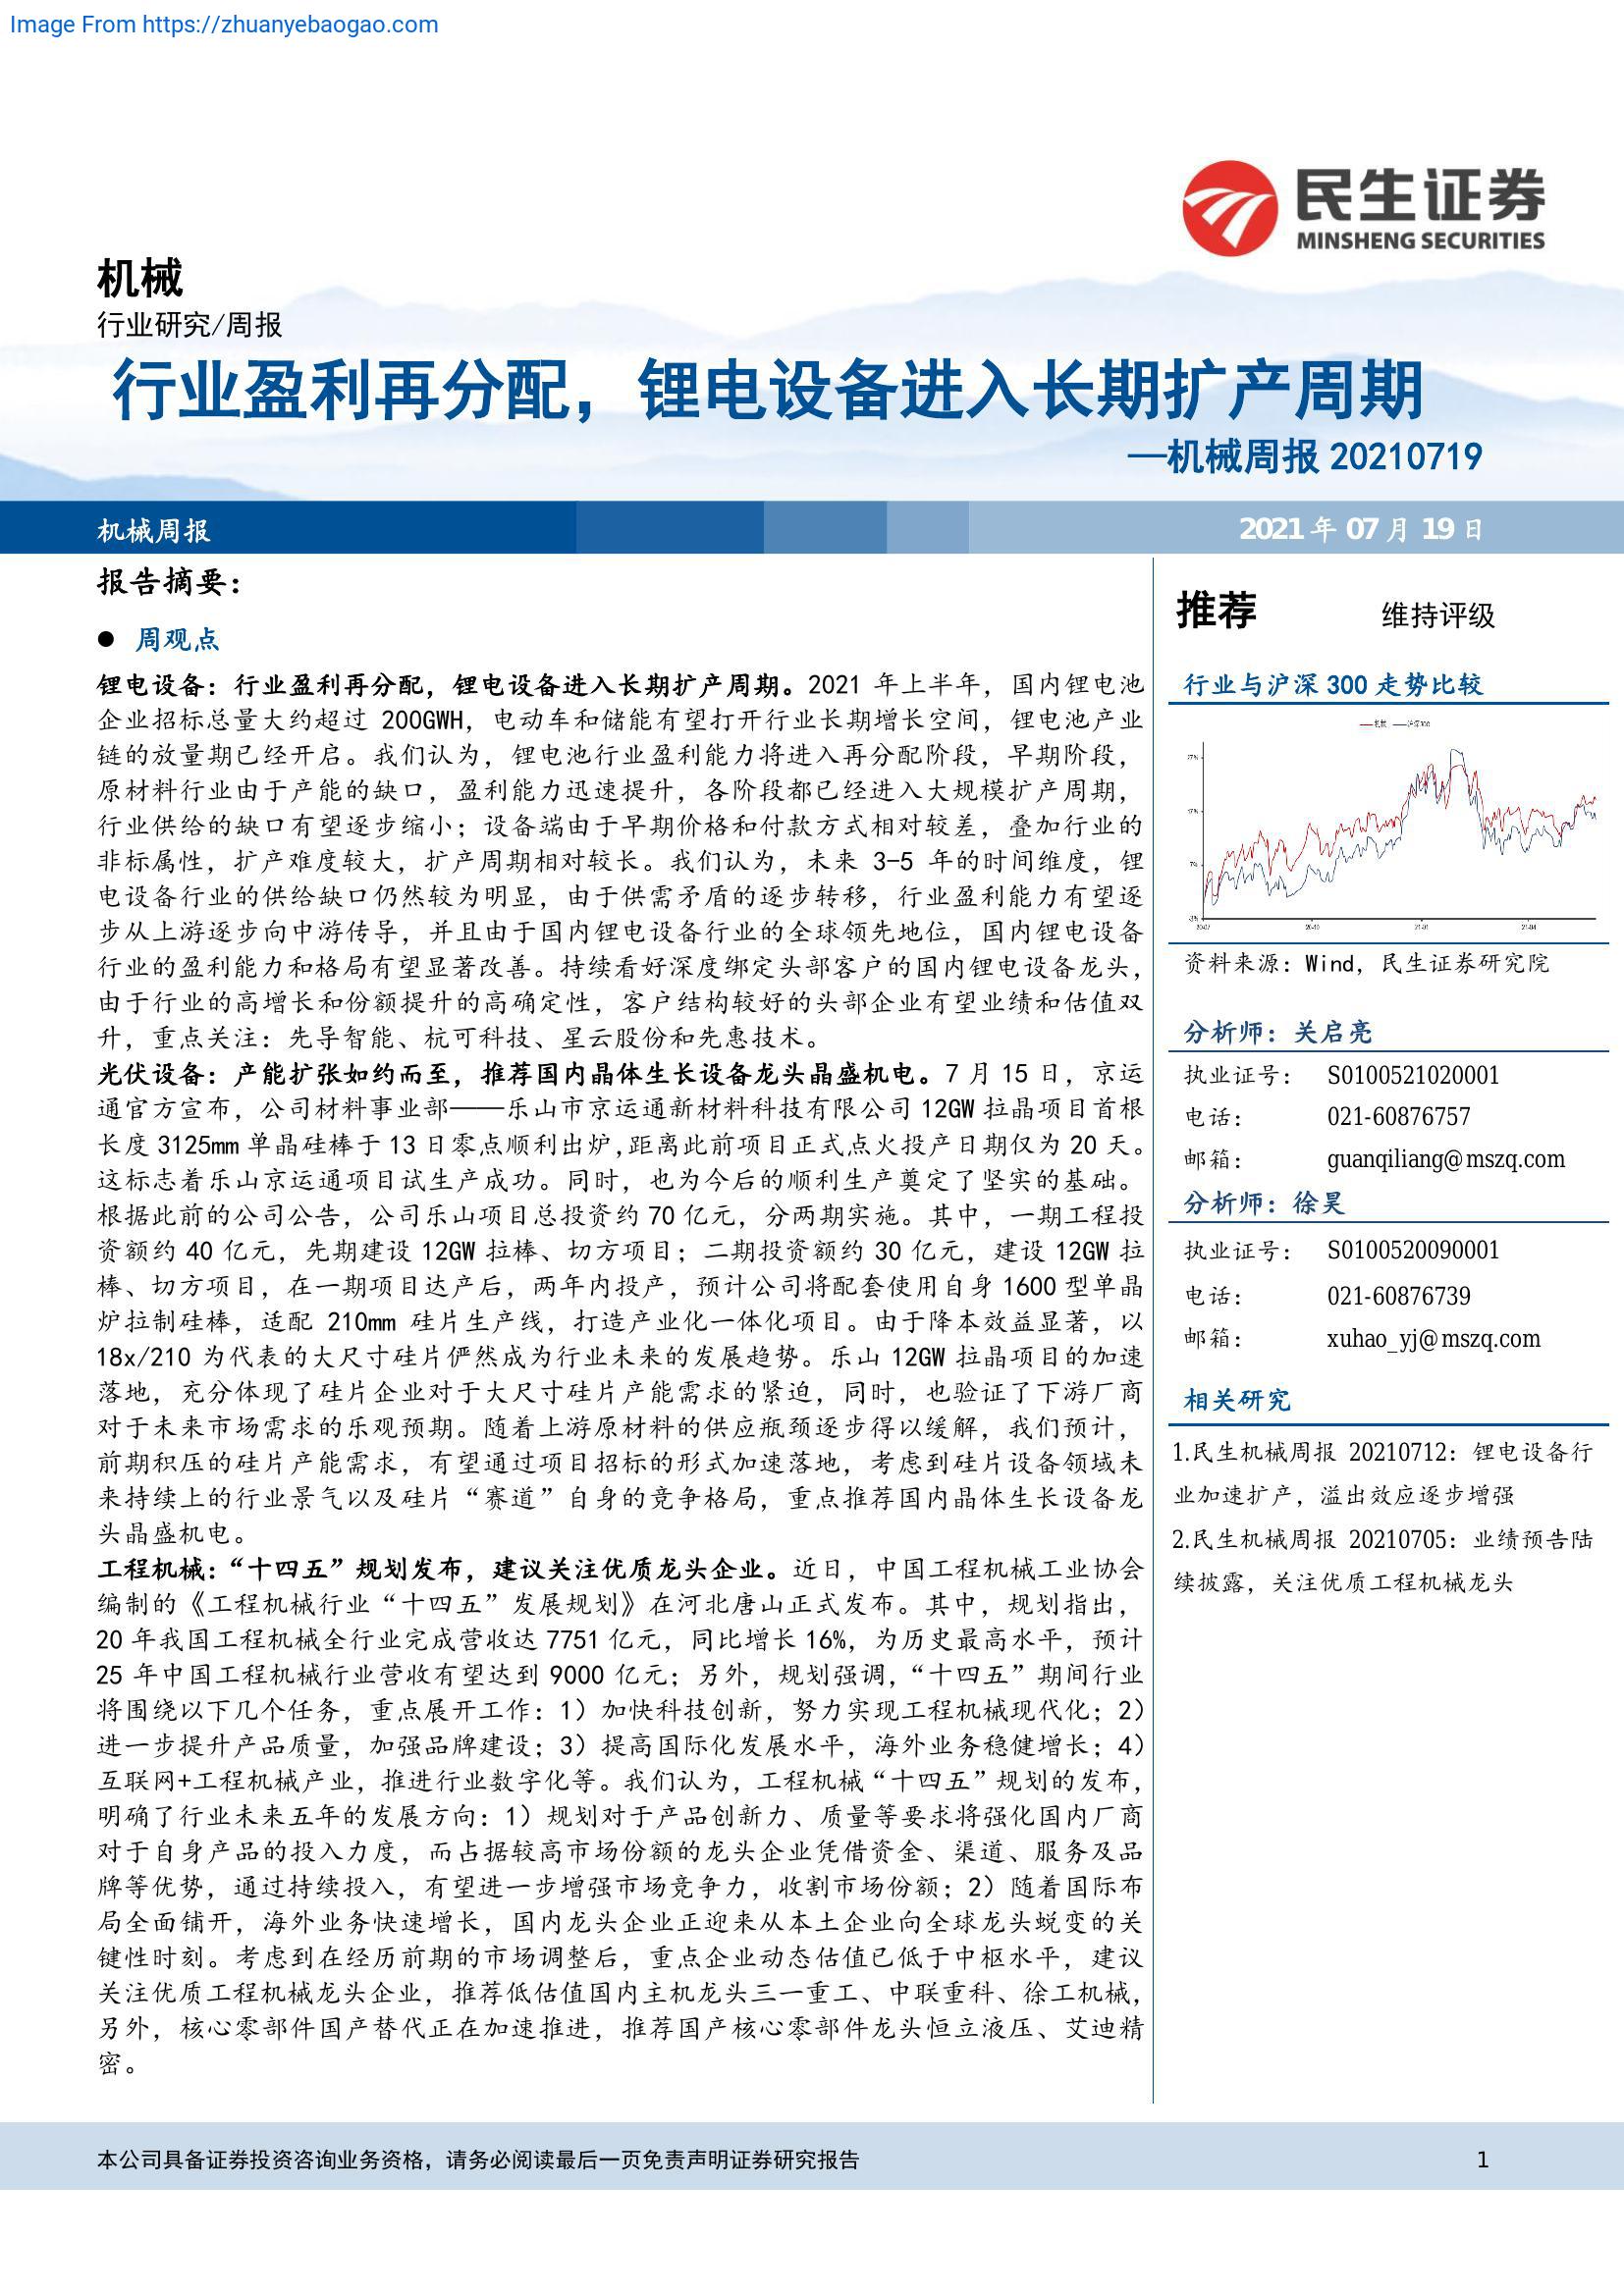 Image From https://zhuanyebaogao.com
民生证券
MINSHENG SECURITIES
机械
行业研究/周报
行业盈利再分配，锂电设备进入长期扩产周期
—机械周报 20210719
机械周报
2021 年 07 月 19 日
报告摘要：
● 周观点
锂电设备：行业盈利再分配，锂电设备进入长期扩产周期。2021 年上半年，国内锂电池
企业招标总量大约超过 200GWH，电动车和储能有望打开行业长期增长空间，锂电池产业
链的放量期已经开启。我们认为，锂电池行业盈利能力将进入再分配阶段，早期阶段，
原材料行业由于产能的缺口，盈利能力迅速提升，各阶段都已经进入大规模扩产周期，
行业供给的缺口有望逐步缩小；设备端由于早期价格和付款方式相对较差，叠加行业的
非标属性，扩产难度较大，扩产周期相对较长。我们认为，未来 3-5 年的时间维度，锂
电设备行业的供给缺口仍然较为明显，由于供需矛盾的逐步转移，行业盈利能力有望逐
步从上游逐步向中游传导，并且由于国内锂电设备行业的全球领先地位，国内锂电设备
行业的盈利能力和格局有望显著改善。持续看好深度绑定头部客户的国内锂电设备龙头，
由于行业的高增长和份额提升的高确定性，客户结构较好的头部企业有望业绩和估值双
升，重点关注：先导智能、杭可科技、星云股份和先惠技术。
光伏设备：产能扩张如约而至，推荐国内晶体生长设备龙头晶盛机电。7 月 15 日，京运
通官方宣布，公司材料事业部——乐山市京运通新材料科技有限公司 12GW 拉晶项目首根
长度 3125mm 单晶硅棒于 13 日零点顺利出炉,距离此前项目正式点火投产日期仅为 20 天。
这标志着乐山京运通项目试生产成功。同时，也为今后的顺利生产奠定了坚实的基础。
根据此前的公司公告，公司乐山项目总投资约 70 亿元，分两期实施。其中，一期工程投
资额约 40 亿元，先期建设 12GW 拉棒、切方项目；二期投资额约 30 亿元，建设 12GW 拉
棒、切方项目，在一期项目达产后，两年内投产，预计公司将配套使用自身 1600 型单晶
炉拉制硅棒，适配 210mm 硅片生产线，打造产业化一体化项目。由于降本效益显著，以
18x/210 为代表的大尺寸硅片俨然成为行业未来的发展趋势。乐山 12GW 拉晶项目的加速
落地，充分体现了硅片企业对于大尺寸硅片产能需求的紧迫，同时，也验证了下游厂商
对于未来市场需求的乐观预期。随着上游原材料的供应瓶颈逐步得以缓解，我们预计，
前期积压的硅片产能需求，有望通过项目招标的形式加速落地，考虑到硅片设备领域未
来持续上的行业景气以及硅片“赛道”自身的竞争格局，重点推荐国内晶体生长设备龙
头晶盛机电。
工程机械：“十四五”规划发布，建议关注优质龙头企业。近日，中国工程机械工业协会
编制的《工程机械行业“十四五”发展规划》在河北唐山正式发布。其中，规划指出，
20 年我国工程机械全行业完成营收达 7751 亿元，同比增长 16%，为历史最高水平，预计
25 年中国工程机械行业营收有望达到 9000 亿元；另外，规划强调，“十四五”期间行业
将围绕以下几个任务，重点展开工作：1）加快科技创新，努力实现工程机械现代化；2）
进一步提升产品质量，加强品牌建设；3）提高国际化发展水平，海外业务稳健增长；4）
互联网+工程机械产业，推进行业数字化等。我们认为，工程机械“十四五”规划的发布，
明确了行业未来五年的发展方向：1）规划对于产品创新力、质量等要求将强化国内厂商
对于自身产品的投入力度，而占据较高市场份额的龙头企业凭借资金、渠道、服务及品
牌等优势，通过持续投入，有望进一步增强市场竞争力，收割市场份额；2）随着国际布
局全面铺开，海外业务快速增长，国内龙头企业正迎来从本土企业向全球龙头蜕变的关
键性时刻。考虑到在经历前期的市场调整后，重点企业动态估值已低于中枢水平，建议
关注优质工程机械龙头企业，推荐低估值国内主机龙头三一重工、中联重科、徐工机械，
另外，核心零部件国产替代正在加速推进，推荐国产核心零部件龙头恒立液压、艾迪精
密。
推荐 维持评级
行业与沪深 300 走势比较
机械 沪深300
27%
17%
7%
-3%
20-07 20-10 21-01 21-04
资料来源：Wind，民生证券研究院
分析师：关启亮
执业证号： S0100521020001
电话： 021-60876757
邮箱： guanqiliang@mszq.com
分析师：徐昊
执业证号： S0100520090001
电话： 021-60876739
邮箱： xuhao_yj@mszq.com
相关研究
1.民生机械周报 20210712：锂电设备行
业加速扩产，溢出效应逐步增强
2.民生机械周报 20210705：业绩预告陆
续披露，关注优质工程机械龙头
本公司具备证券投资咨询业务资格，请务必阅读最后一页免责声明证券研究报告
1